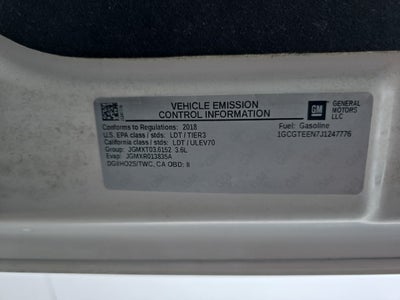 VEHICLE EMISSION
CONTROL INFORMATION
GM
GENERAL
MOTORS
LLC
Conforms to Regulations: 2018
Fuel: Gasoline
U.S. EPA class / stds: LDT / TIER3
1GCGTEEN7J1247776
California class / stds: LDT / ULEV70
Group: JGMXT03.6152 3.6L
Evap: JGMXR013835A
DGI/HO2S/TWC, CA OBD: II